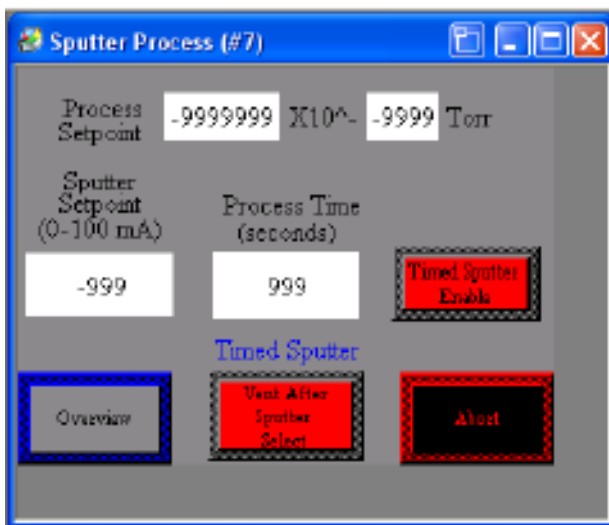 Sputter Process (#7)
Process
Setpoint
-9999999 X10^- -9999 Torr
Sputter
Setpoint
(0-100 mA)
-999
Process Time
(seconds)
999
Timed Sputter
Enable
Timed Sputter
Overview
Vent After
Sputter
Select
Abort